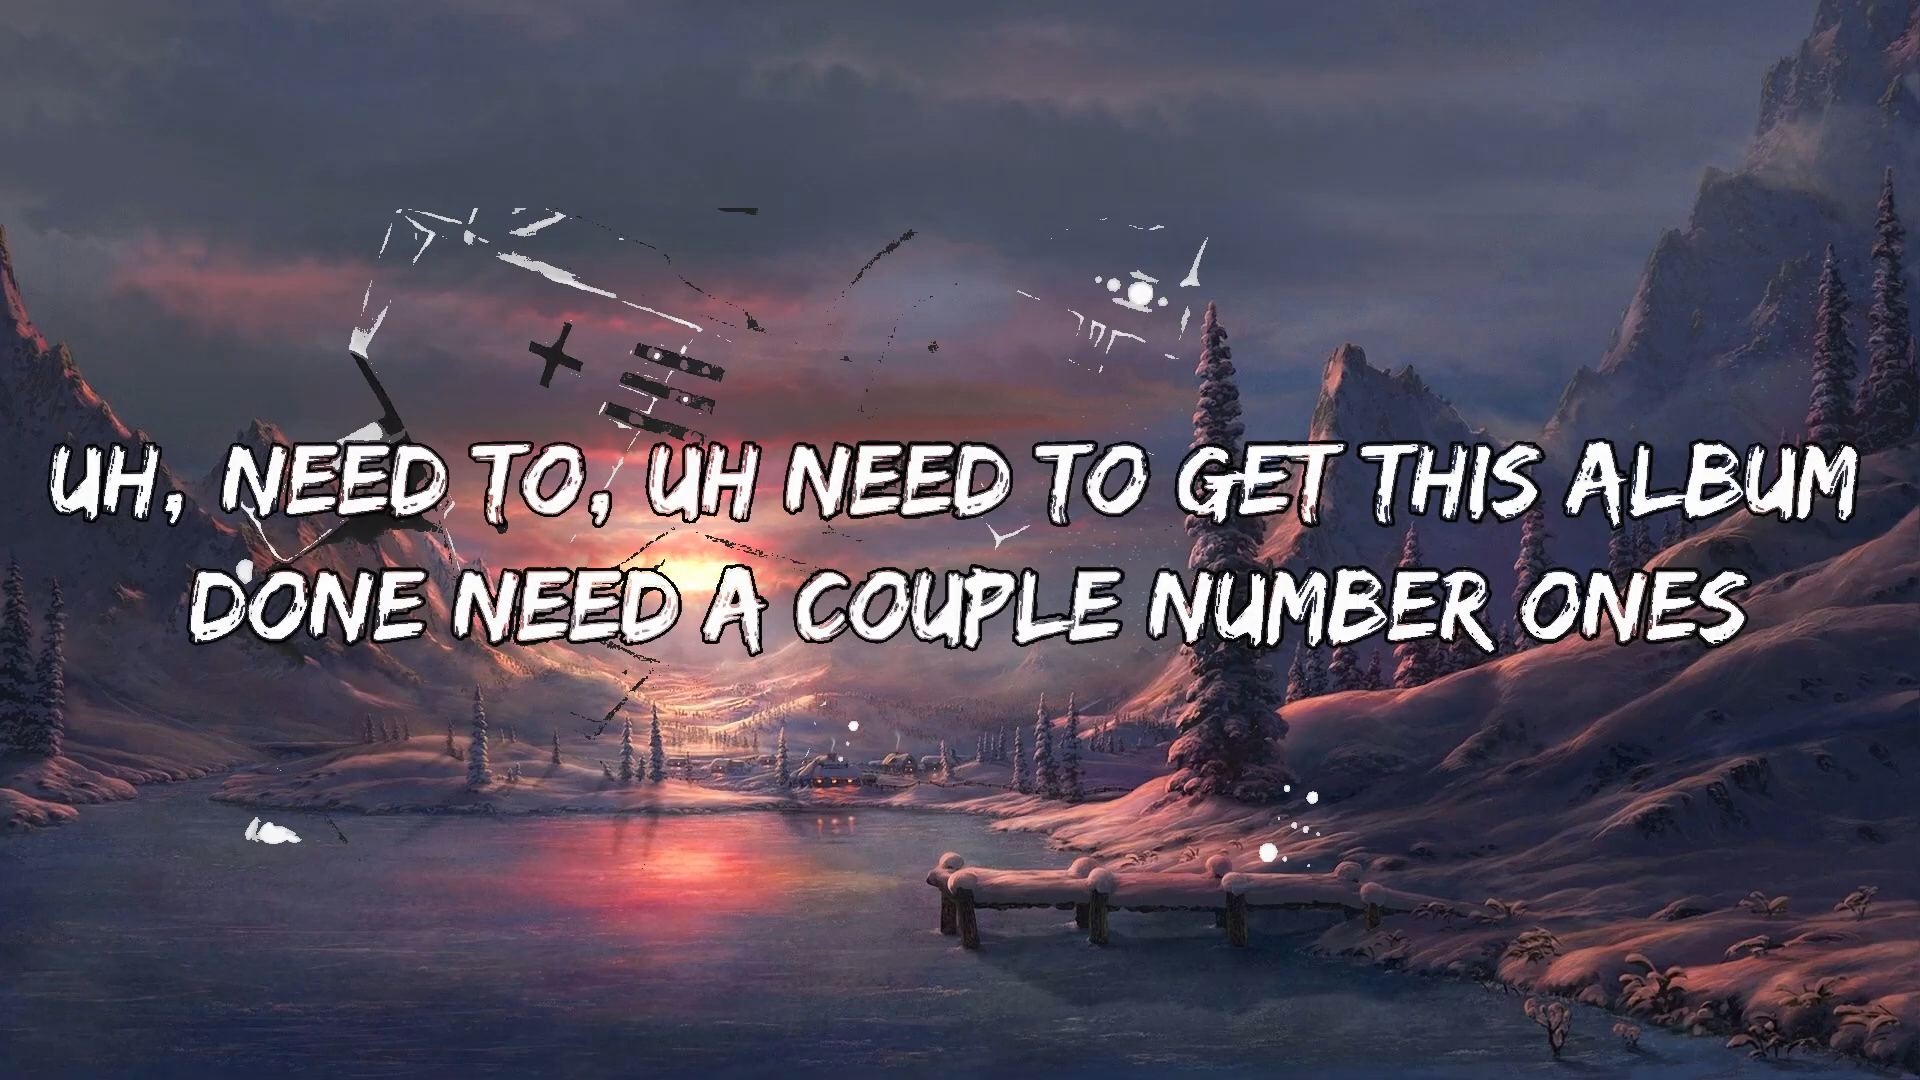 UH, NEED TO, UH NEED TO GET THIS ALBUM
DONE NEED A COUPLE NUMBER ONES